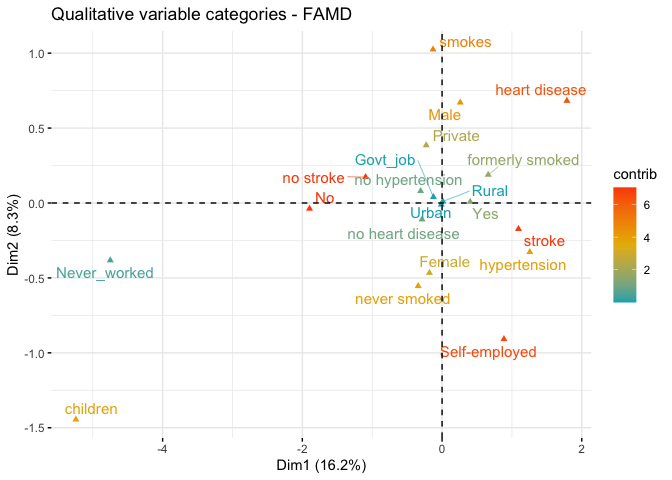 Qualitative variable categories - FAMD
smokes
heart disease
Male
Private
Govt_job
formerly smoked
no stroke
no hypertension
Rural
No
Urban
Yes
no heart disease
stroke
Female
hypertension
Never_worked
never smoked
Self-employed
children
1.0
0.5
0.0
-0.5
-1.0
-1.5
Dim2 (8.3%)
-4
-2
0
2
Dim1 (16.2%)
contrib
6
4
2